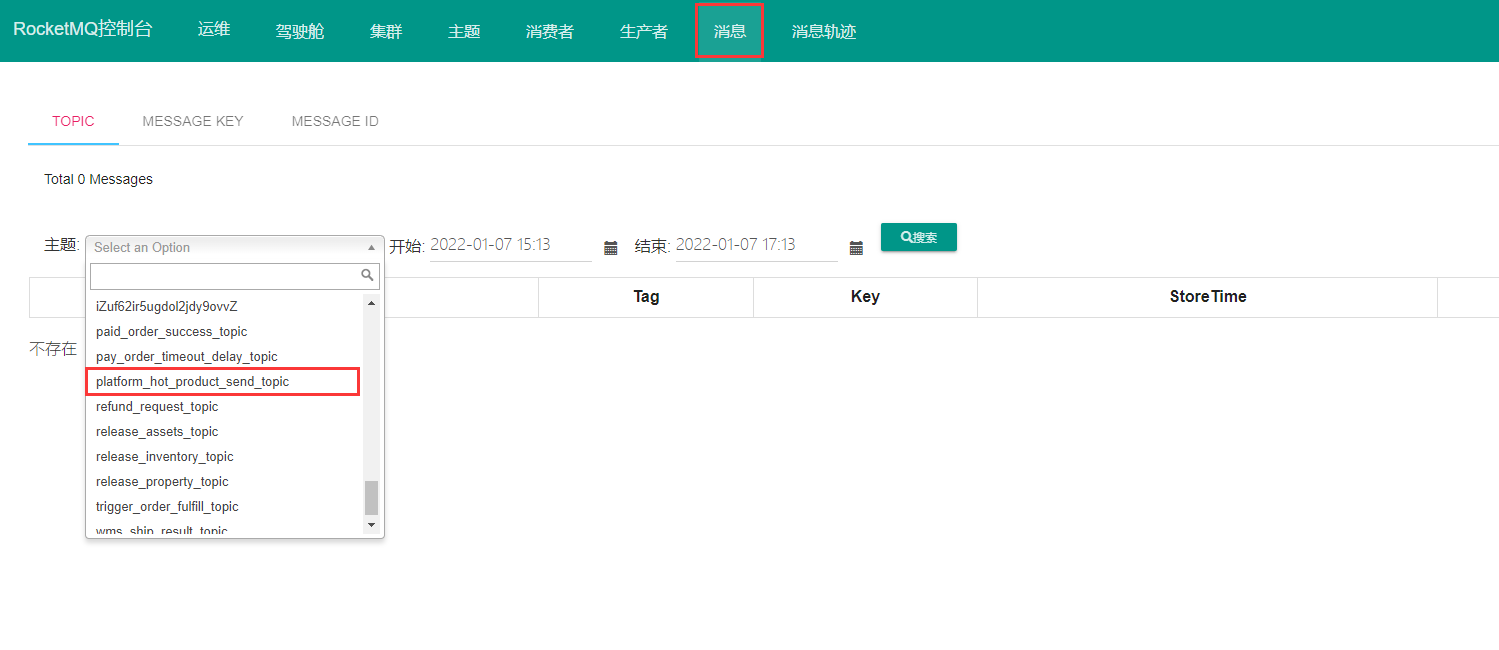 RocketMQ控制台 运维 驾驶舱 集群 主题 消费者 生产者 消息 消息轨迹
TOPIC MESSAGE KEY MESSAGE ID
Total 0 Messages
主题: Select an Option 开始: 2022-01-07 15:13 结束: 2022-01-07 17:13 搜索
Tag Key StoreTime
不存在
iZuf62ir5ugdol2jdy9ovvZ
paid_order_success_topic
pay_order_timeout_delay_topic
platform_hot_product_send_topic
refund_request_topic
release_assets_topic
release_inventory_topic
release_property_topic
trigger_order_fulfill_topic
wms_ship_result_topic